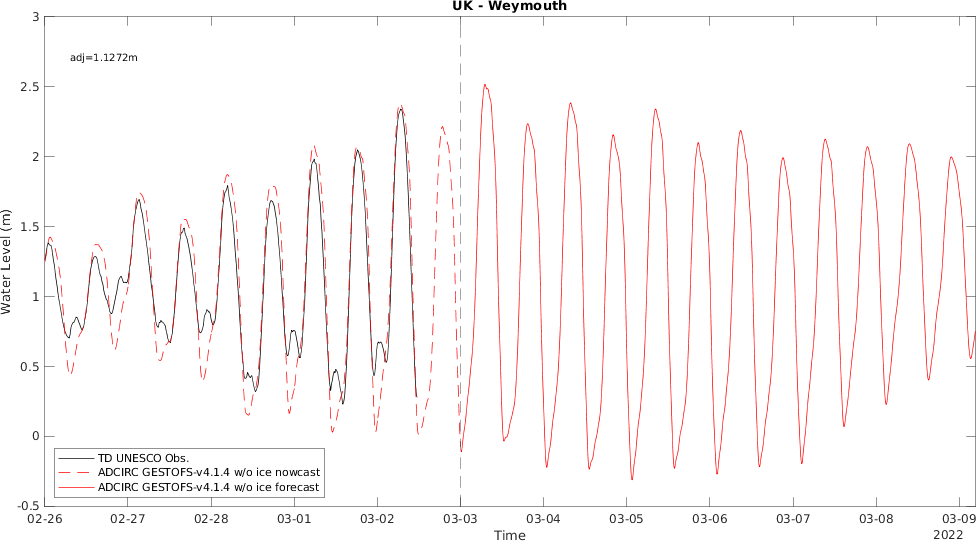 UK - Weymouth
adj=1.1272m
3
2.5
2
1.5
1
0.5
0
-0.5
Water Level (m)
TD UNESCO Obs.
ADCIRC GESTOFS-v4.1.4 w/o ice nowcast
ADCIRC GESTOFS-v4.1.4 w/o ice forecast
02-26 02-27 02-28 03-01 03-02 03-03 03-04 03-05 03-06 03-07 03-08 03-09
Time
2022